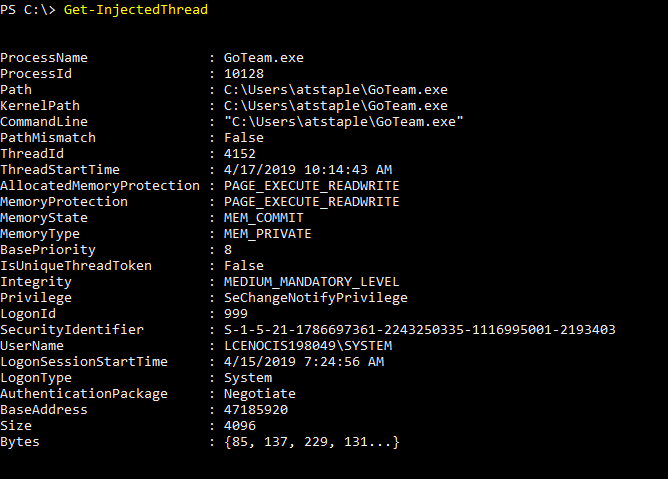 PS C:\> Get-InjectedThread
ProcessName : GoTeam.exe
ProcessId : 10128
Path : C:\Users\atstaple\GoTeam.exe
KernelPath : C:\Users\atstaple\GoTeam.exe
CommandLine : "C:\Users\atstaple\GoTeam.exe"
PathMismatch : False
ThreadId : 4152
ThreadStartTime : 4/17/2019 10:14:43 AM
AllocatedMemoryProtection : PAGE_EXECUTE_READWRITE
MemoryProtection : PAGE_EXECUTE_READWRITE
MemoryState : MEM_COMMIT
MemoryType : MEM_PRIVATE
BasePriority : 8
IsUniqueThreadToken : False
Integrity : MEDIUM_MANDATORY_LEVEL
Privilege : SeChangeNotifyPrivilege
LogonId : 999
SecurityIdentifier : S-1-5-21-1786697361-2243250335-1116995001-2193403
UserName : LCENOCIS198049\SYSTEM
LogonSessionStartTime : 4/15/2019 7:24:56 AM
LogonType : System
AuthenticationPackage : Negotiate
BaseAddress : 47185920
Size : 4096
Bytes : {85, 137, 229, 131...}